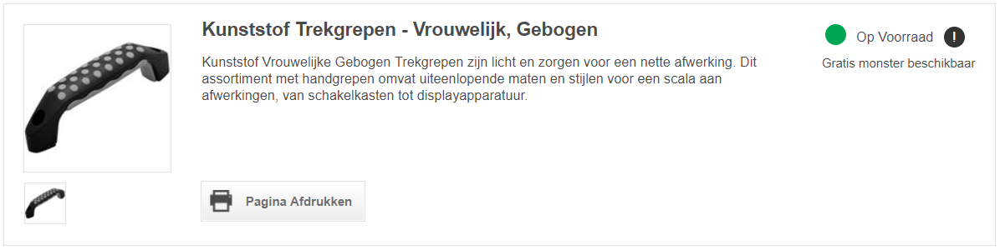 Kunststof Trekgrepen - Vrouwelijk, Gebogen
Kunststof Vrouwelijke Gebogen Trekgrepen zijn licht en zorgen voor een nette afwerking. Dit
assortiment met handgrepen omvat uiteenlopende maten en stijlen voor een scala aan
afwerkingen, van schakelkasten tot displayapparatuur.
Op Voorraad !
Gratis monster beschikbaar
Pagina Afdrukken